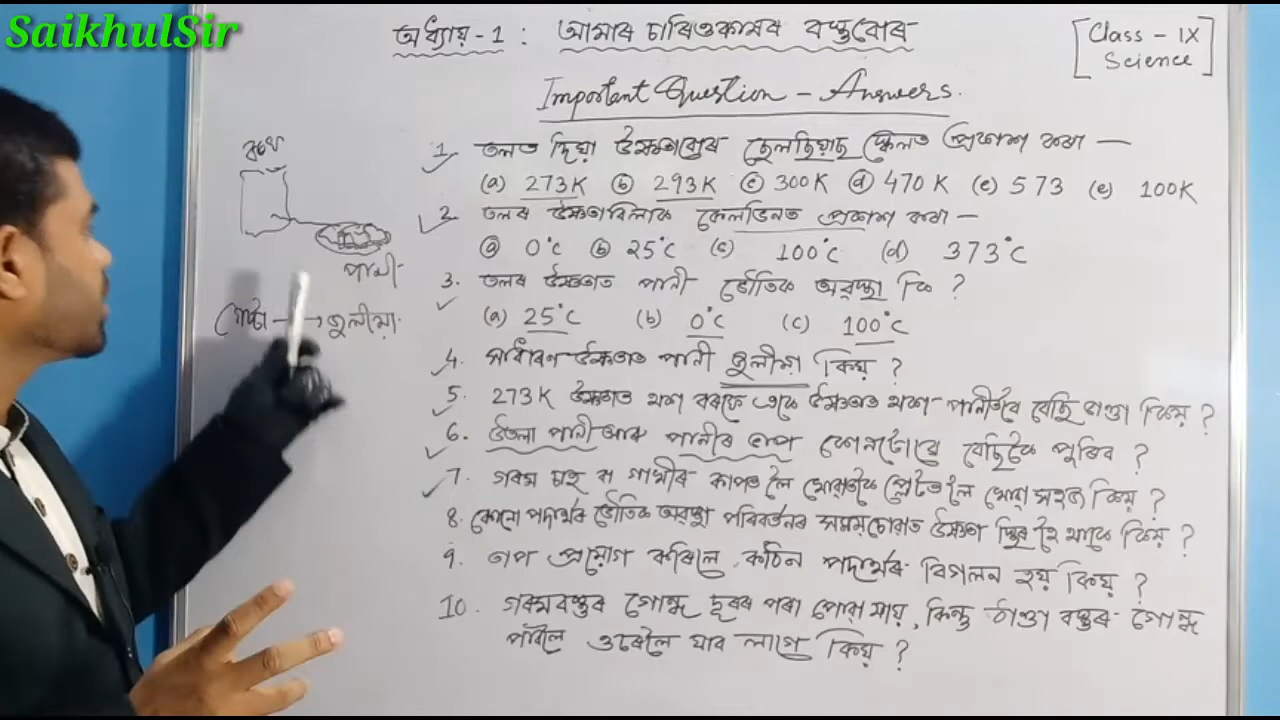 SaikhulSir
অধ্যায় - 1 : আমাৰ চাৰিওকাষৰ বস্তুবোৰ
[Class - IX
Science]
Important Question - Answers.
1. তলত দিয়া উষ্ণতাবোৰ ছেলছিয়াছ স্কেলত প্ৰকাশ কৰা —
(a) 273K (b) 293K (c) 300K (d) 470K (e) 573 (e) 100K
2. তলৰ উষ্ণতাবিলাক কেলভিনত প্ৰকাশ কৰা —
(a) 0°C (b) 25°C (c) 100°C (d) 373°C
3. তলৰ উষ্ণতাত পানী ভৌতিক অৱস্থা কি ?
(a) 25°C (b) 0°C (c) 100°C
4. সাধাৰণ উষ্ণতাত পানী জুলীয়া কিয় ?
5. 273K উষ্ণতাত থকা বৰফে একে উষ্ণতাত থকা পানীতকৈ বেছি ঠাণ্ডা কিয় ?
6. উতলা পানী আৰু পানীৰ ভাপ কোনটোৱে বেছিকৈ পুৰিব ?
7. গৰম চাহ বা গাখীৰ কাপত লৈ খোৱাতকৈ প্লেটত লৈ খোৱা সহজ কিয় ?
8. কোনো পদাৰ্থৰ ভৌতিক অৱস্থা পৰিবৰ্তনৰ সময়ছোৱাত উষ্ণতা স্থিৰ হৈ থাকে কিয় ?
9. তাপ প্ৰয়োগ কৰিলে কঠিন পদাৰ্থৰ বিগলন হয় কিয় ?
10. গৰম বস্তুৰ গোন্ধ দূৰৰ পৰা পোৱা যায়, কিন্তু ঠাণ্ডা বস্তুৰ গোন্ধ
পাবলৈ ওচৰলৈ যাব লাগে কিয় ?
পানী
গোটা → জুলীয়া